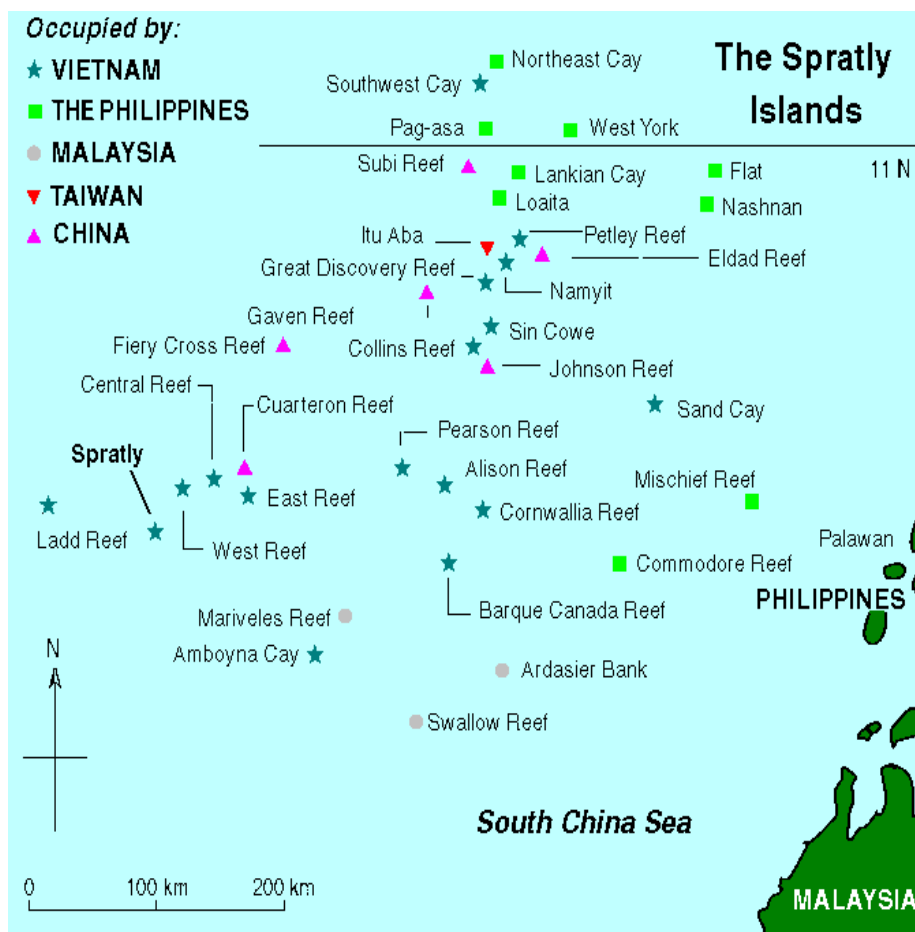 Occupied by:
VIETNAM
THE PHILIPPINES
MALAYSIA
TAIWAN
CHINA
The Spratly
Islands
Northeast Cay
Southwest Cay
Pag-asa
West York
11 N
Subi Reef
Lankian Cay
Flat
Loaita
Nashnan
Itu Aba
Petley Reef
Great Discovery Reef
Eldad Reef
Namyit
Gaven Reef
Sin Cowe
Fiery Cross Reef
Collins Reef
Johnson Reef
Central Reef
Cuarteron Reef
Sand Cay
Pearson Reef
Spratly
Alison Reef
Mischief Reef
East Reef
Cornwallia Reef
Ladd Reef
West Reef
Palawan
Commodore Reef
PHILIPPINES
Barque Canada Reef
Mariveles Reef
Amboyna Cay
N
Ardasier Bank
Swallow Reef
South China Sea
0 100 km 200 km
MALAYSIA